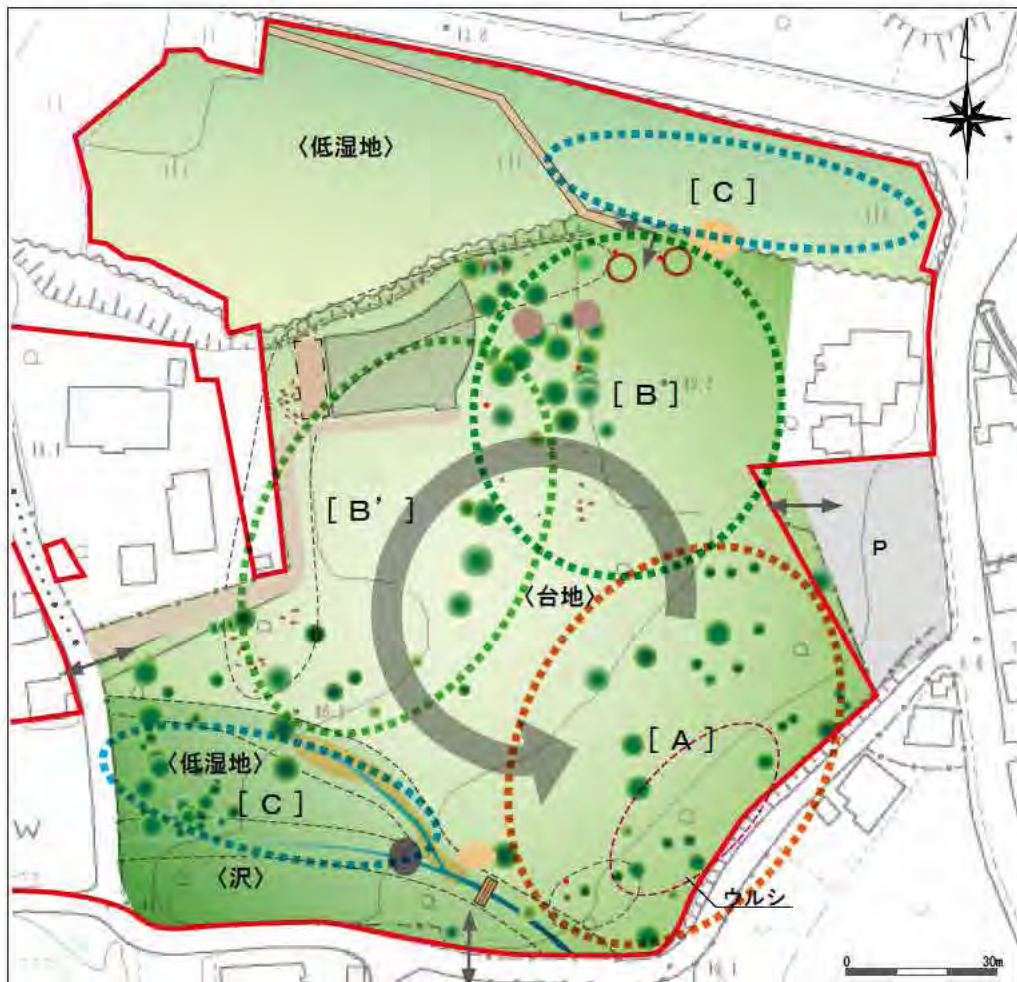 〈低湿地〉
[ C ]
[ B ]
[ B' ]
P
〈台地〉
[ A ]
〈低湿地〉
[ C ]
〈沢〉
ウルシ
W
0 30m